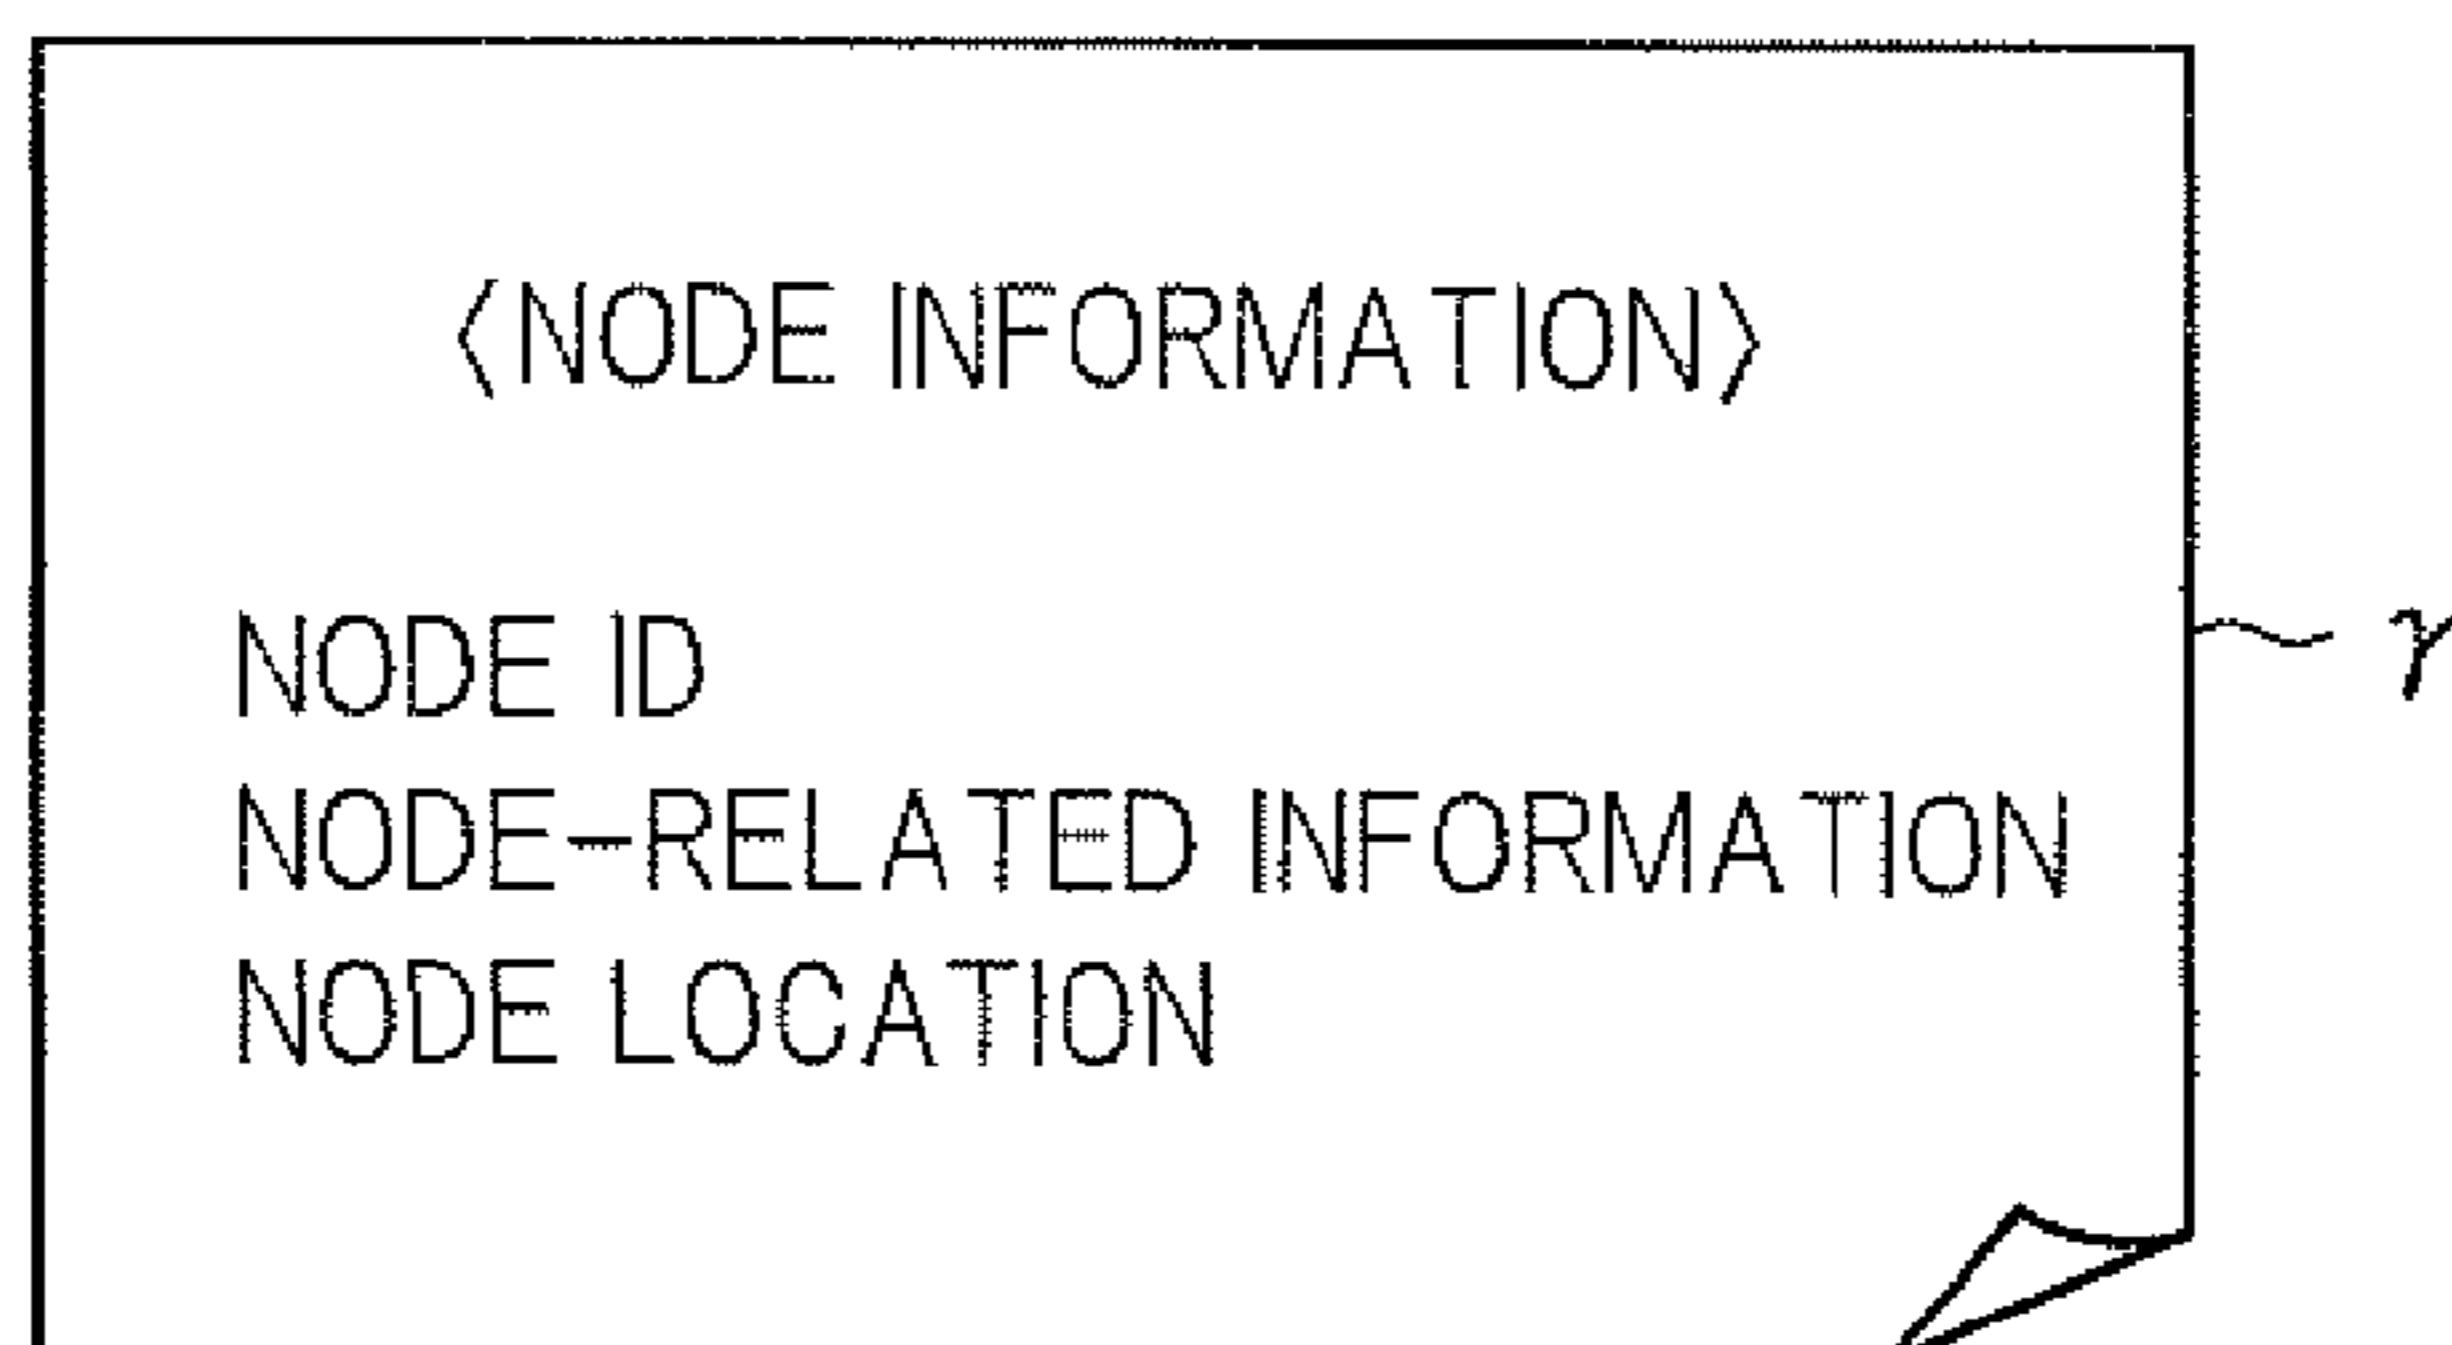 〈NODE INFORMATION〉
NODE ID
NODE-RELATED INFORMATION
NODE LOCATION